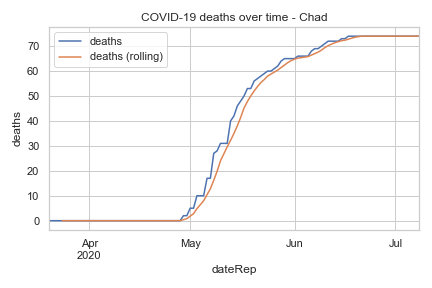 COVID-19 deaths over time - Chad
deaths
deaths (rolling)
70
60
50
40
30
20
10
0
deaths
Apr
2020
May
Jun
Jul
dateRep